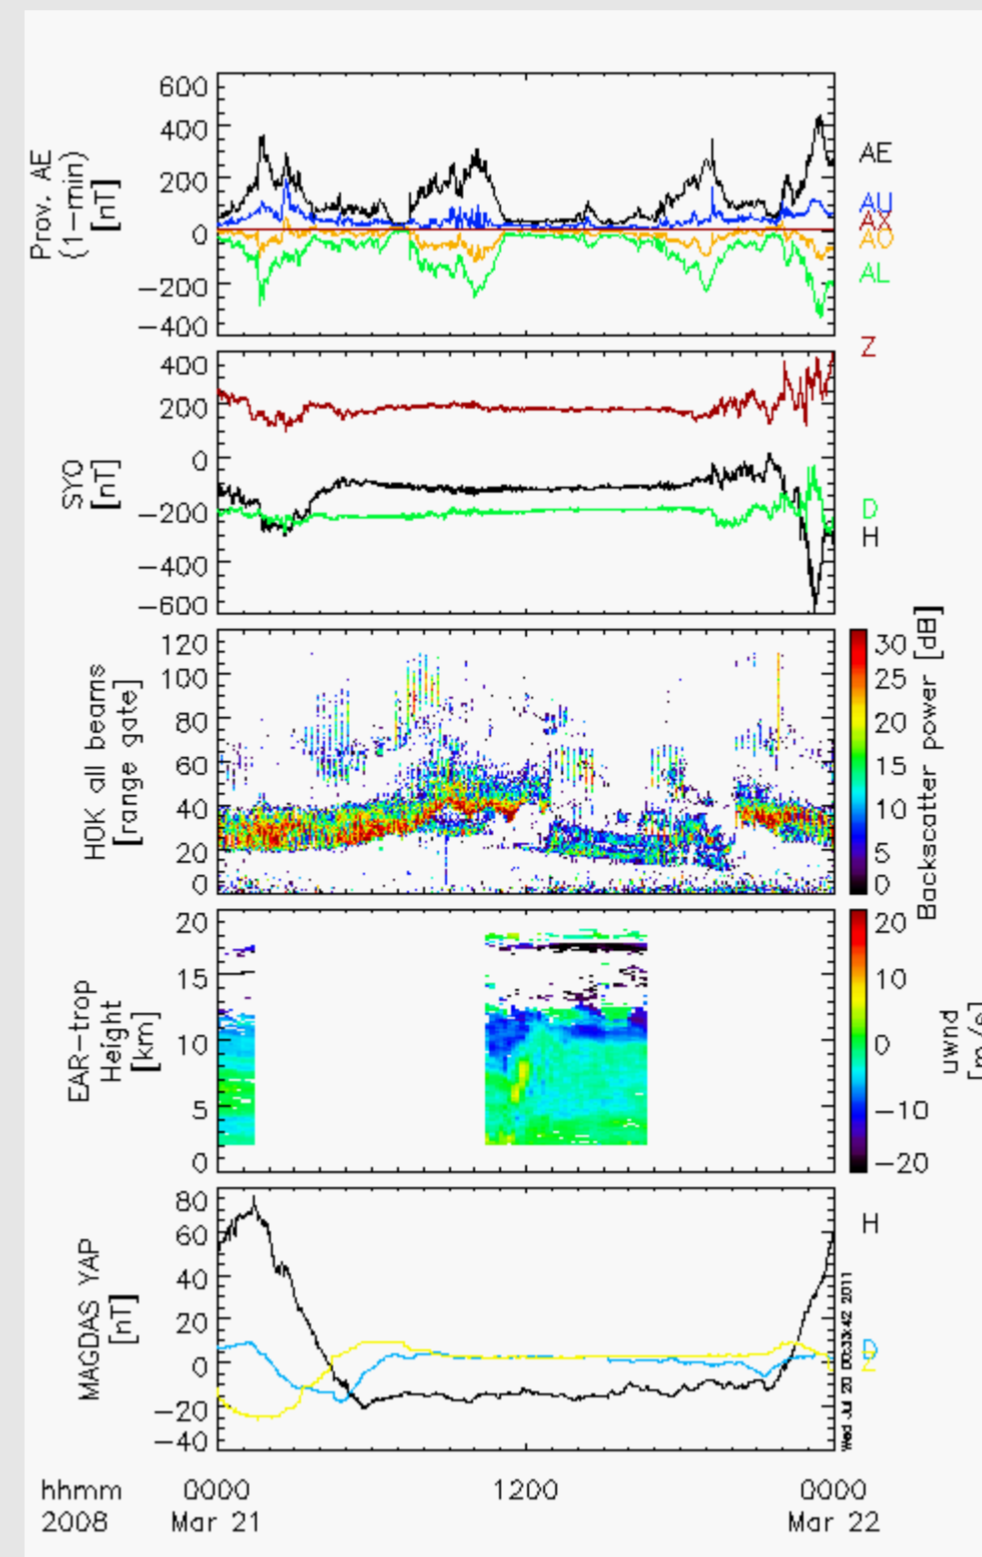 600
400
200
0
−200
−400
Prov. AE
(1−min)
[nT]
AE
AU
AX
AO
AL
400
200
0
−200
−400
−600
SYO
[nT]
Z
D
H
120
100
80
60
40
20
0
HOK all beams
[range gate]
30
25
20
15
10
5
0
Backscatter power [dB]
20
15
10
5
0
EAR−trop
Height
[km]
20
10
0
−10
−20
uwnd
[m/s]
80
60
40
20
0
−20
−40
MAGDAS YAP
[nT]
H
D
Z
hhmm 0000 1200 0000
2008 Mar 21 Mar 22